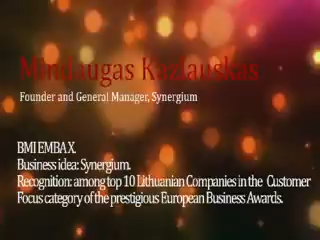 Mindaugas Kazlauskas
Founder and General Manager, Synergium
BMI EMBA X.
Business idea: Synergium.
Recognition: among top 10 Lithuanian Companies in the Customer
Focus category of the prestigious European Business Awards.